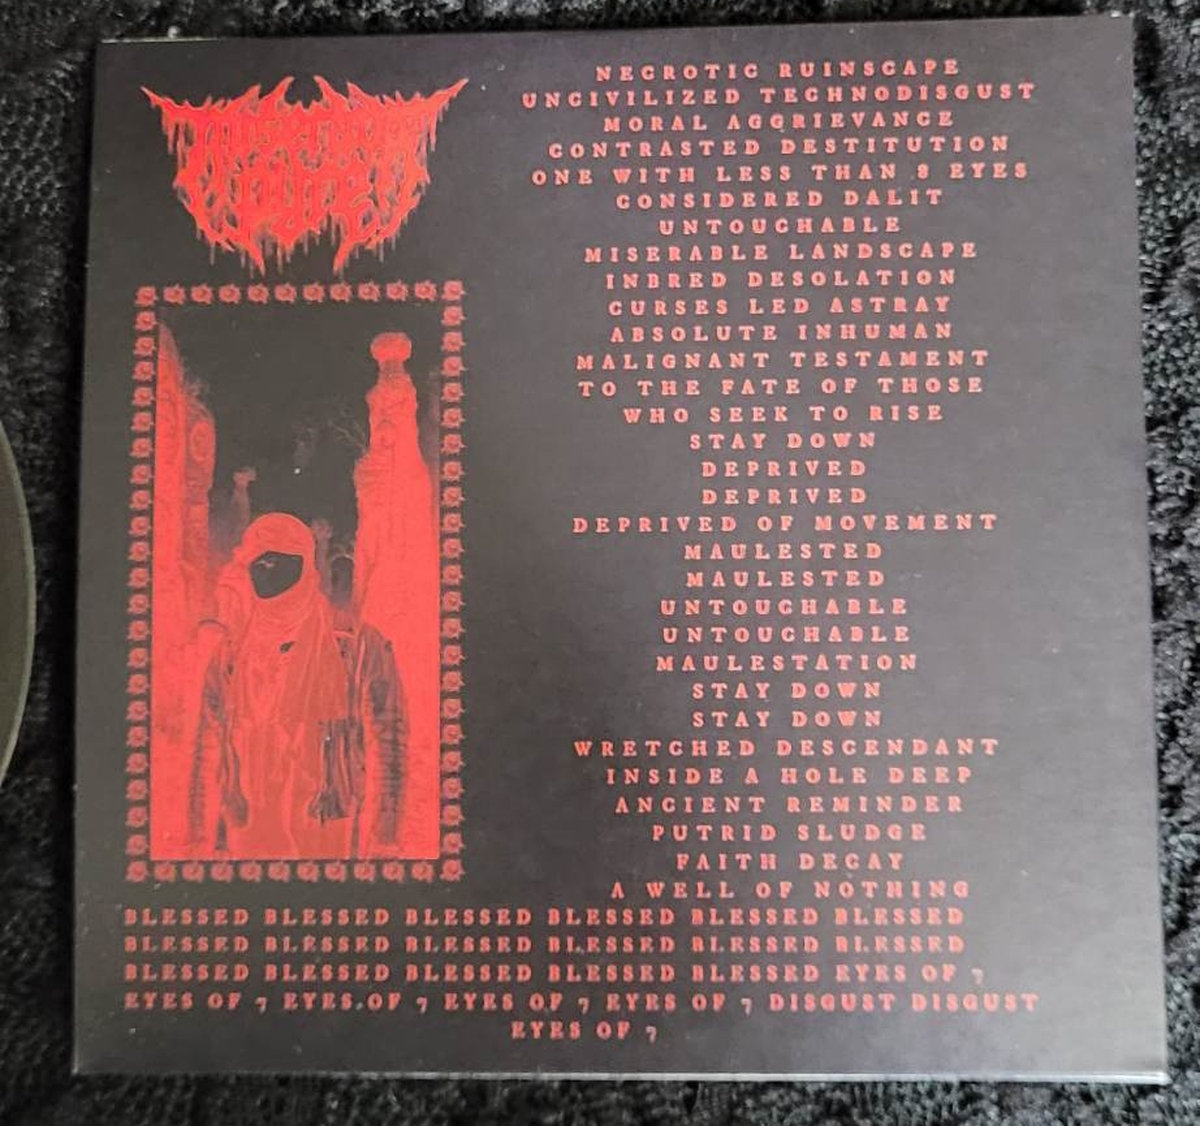 NECROTIC RUINSCAPE
UNCIVILIZED TECHNODISGUST
MORAL AGGRIEVANCE
CONTRASTED DESTITUTION
ONE WITH LESS THAN 8 EYES
CONSIDERED DALIT
UNTOUCHABLE
MISERABLE LANDSCAPE
INBRED DESOLATION
CURSES LED ASTRAY
ABSOLUTE INHUMAN
MALIGNANT TESTAMENT
TO THE FATE OF THOSE
WHO SEEK TO RISE
STAY DOWN
DEPRIVED
DEPRIVED
DEPRIVED OF MOVEMENT
MAULESTED
MAULESTED
UNTOUCHABLE
UNTOUCHABLE
MAULESTATION
STAY DOWN
STAY DOWN
WRETCHED DESCENDANT
INSIDE A HOLE DEEP
ANCIENT REMINDER
PUTRID SLUDGE
FAITH DECAY
A WELL OF NOTHING
BLESSED BLESSED BLESSED BLESSED BLESSED BLESSED
BLESSED BLESSED BLESSED BLESSED BLESSED BLESSED
BLESSED BLESSED BLESSED BLESSED BLESSED EYES OF 7
EYES OF 7 EYES OF 7 EYES OF 7 EYES OF 7 DISGUST DISGUST
EYES OF 7